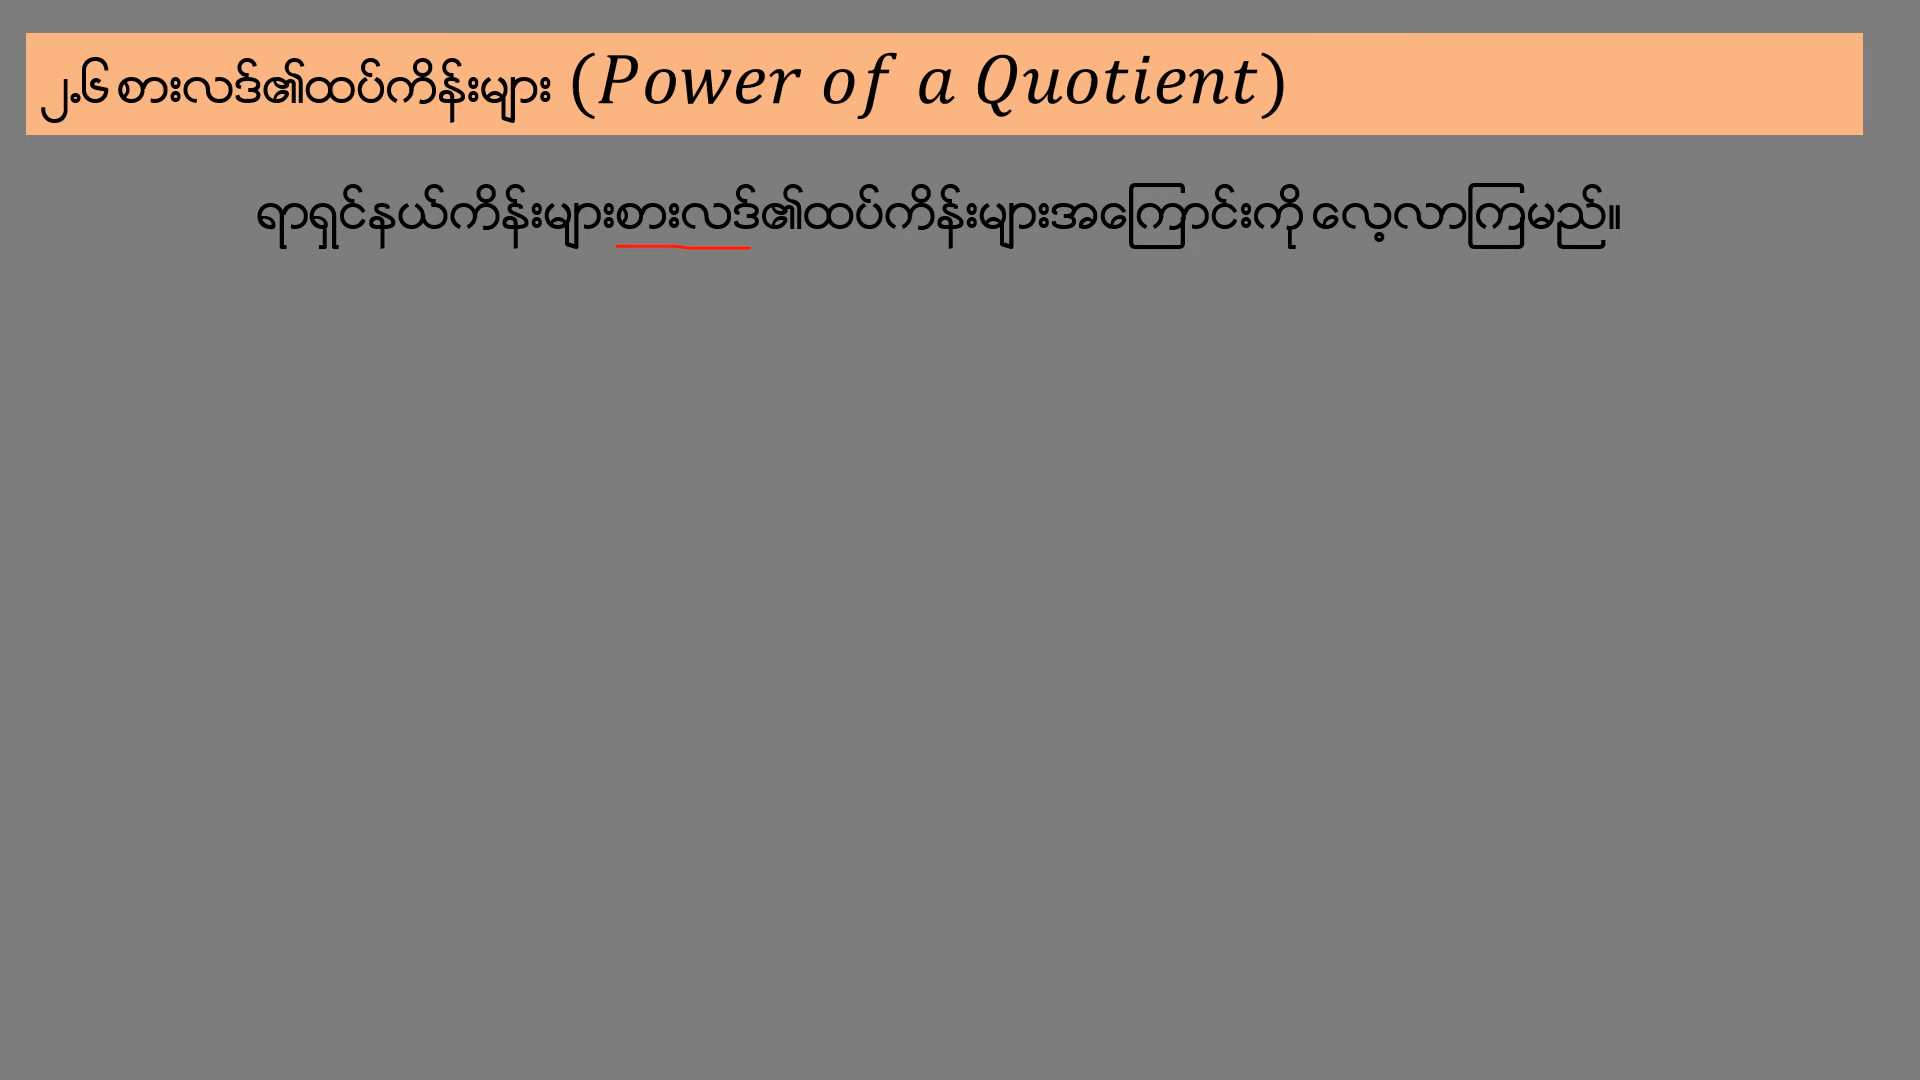 ၂.၆ စားလဒ်၏ထပ်ကိန်းများ (Power of a Quotient)
ရာရှင်နယ်ကိန်းများစားလဒ်၏ထပ်ကိန်းများအကြောင်းကို လေ့လာကြမည်။